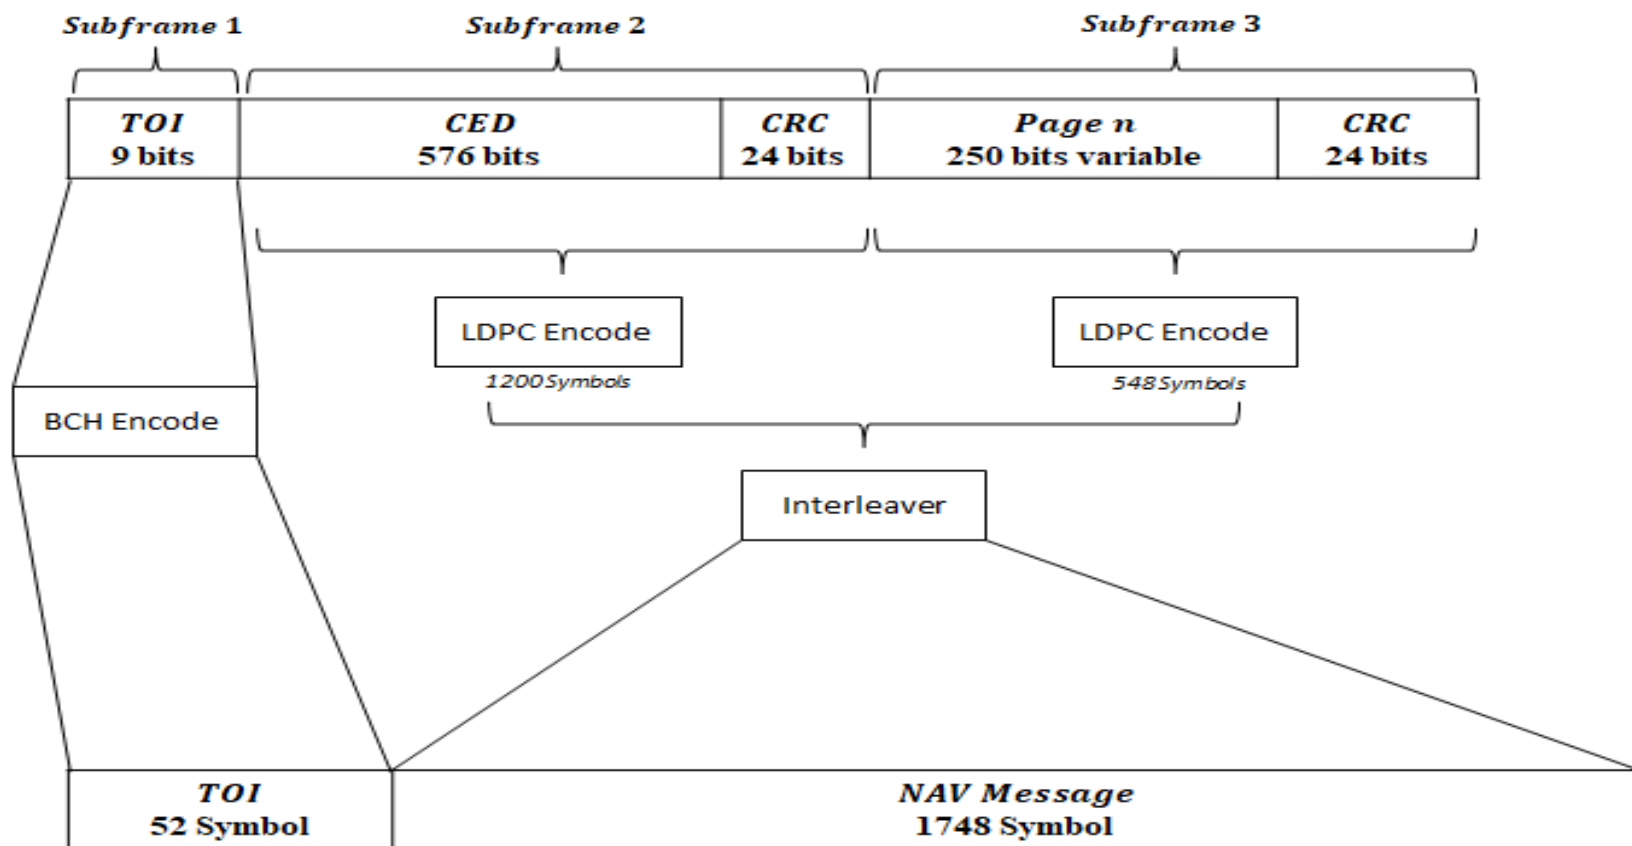 Subframe 1
Subframe 2
Subframe 3
TOI
9 bits
CED
576 bits
CRC
24 bits
Page n
250 bits variable
CRC
24 bits
LDPC Encode
1200 Symbols
LDPC Encode
548 Symbols
BCH Encode
Interleaver
TOI
52 Symbol
NAV Message
1748 Symbol